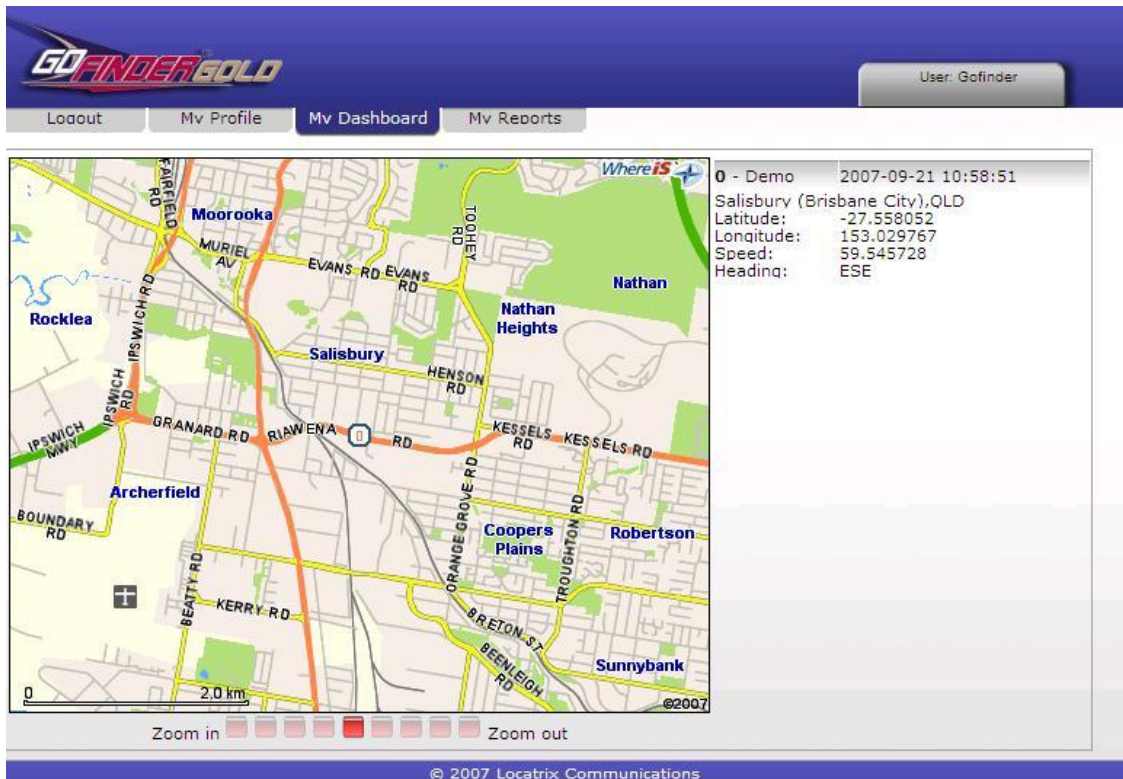 GOFINDERGOLD
User: Gofinder
Logout
My Profile
My Dashboard
My Reports
Where iS
0 - Demo 2007-09-21 10:58:51
Salisbury (Brisbane City),QLD
Latitude: -27.558052
Longitude: 153.029767
Speed: 59.545728
Heading: ESE
FAIRFIELD
RD
Moorooka
TOOHEY
RD
MURIEL
AV
EVANS RD
EVANS
RD
Nathan
Nathan
Heights
Rocklea
IPSWICH RD
Salisbury
HENSON
RD
IPSWICH
RD
IPSWICH
MWY
GRANARD RD
RIAWENA RD
KESSELS
RD
KESSELS RD
Archerfield
BOUNDARY
RD
ORANGE GROVE RD
Coopers
Plains
TROUGHTON RD
Robertson
BEATTY RD
KERRY RD
BRETON ST
BEENLEIGH
RD
Sunnybank
0 2.0 km
©2007
Zoom in
Zoom out
© 2007 Locatrix Communications